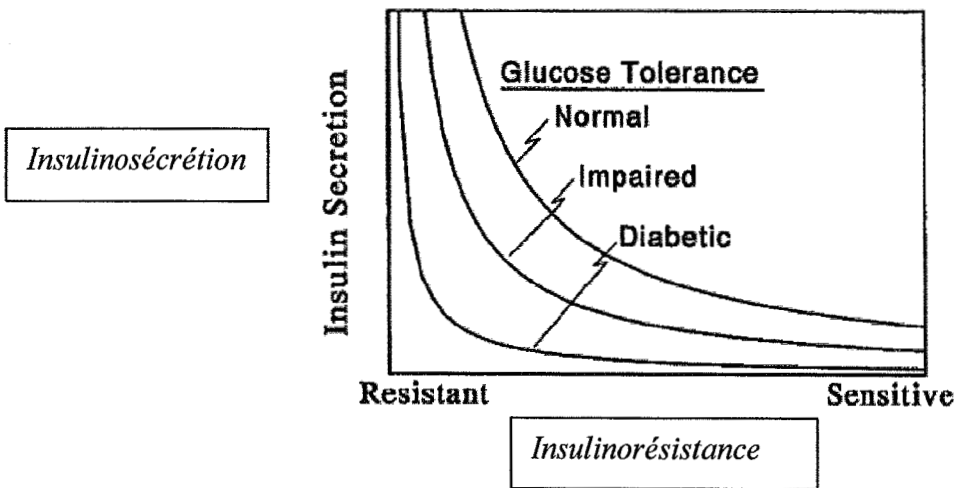 Glucose Tolerance
Normal
Impaired
Diabetic
Insulin Secretion
Insulinosécrétion
Resistant
Sensitive
Insulinorésistance